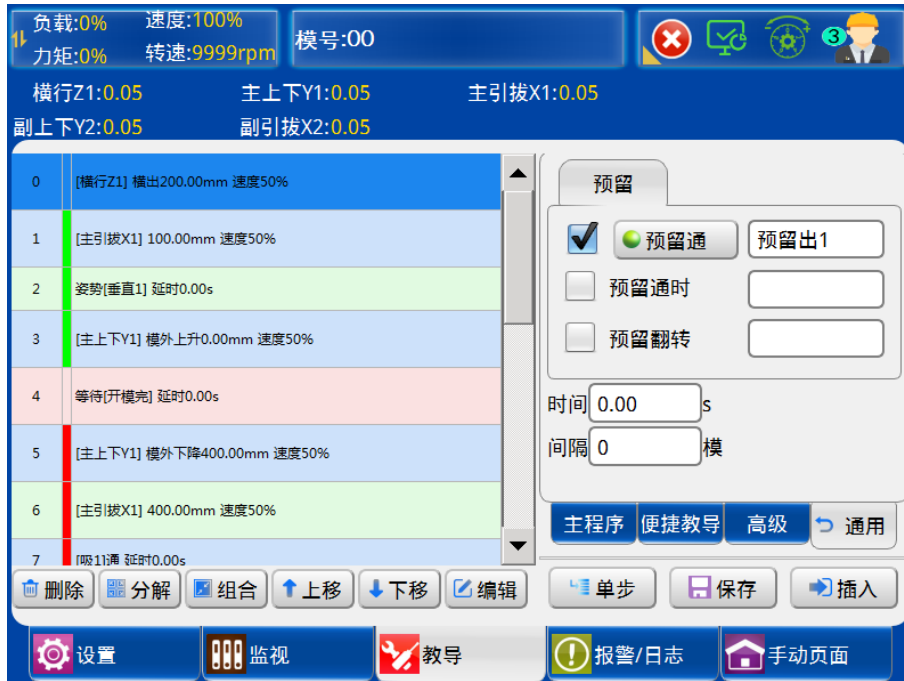 负载:0% 速度:100%
力矩:0% 转速:9999rpm
模号:00
3
横行Z1:0.05 主上下Y1:0.05 主引拔X1:0.05
副上下Y2:0.05 副引拔X2:0.05
0 [横行Z1] 横出200.00mm 速度50%
1 [主引拔X1] 100.00mm 速度50%
2 姿势[垂直1] 延时0.00s
3 [主上下Y1] 模外上升0.00mm 速度50%
4 等待[开模完] 延时0.00s
5 [主上下Y1] 模外下降400.00mm 速度50%
6 [主引拔X1] 400.00mm 速度50%
7 [吸1]通 延时0.00s
预留
预留通 预留出1
预留通时
预留翻转
时间 0.00 s
间隔 0 模
主程序 便捷教导 高级 通用
删除 分解 组合 上移 下移 编辑 单步 保存 插入
设置 监视 教导 报警/日志 手动页面